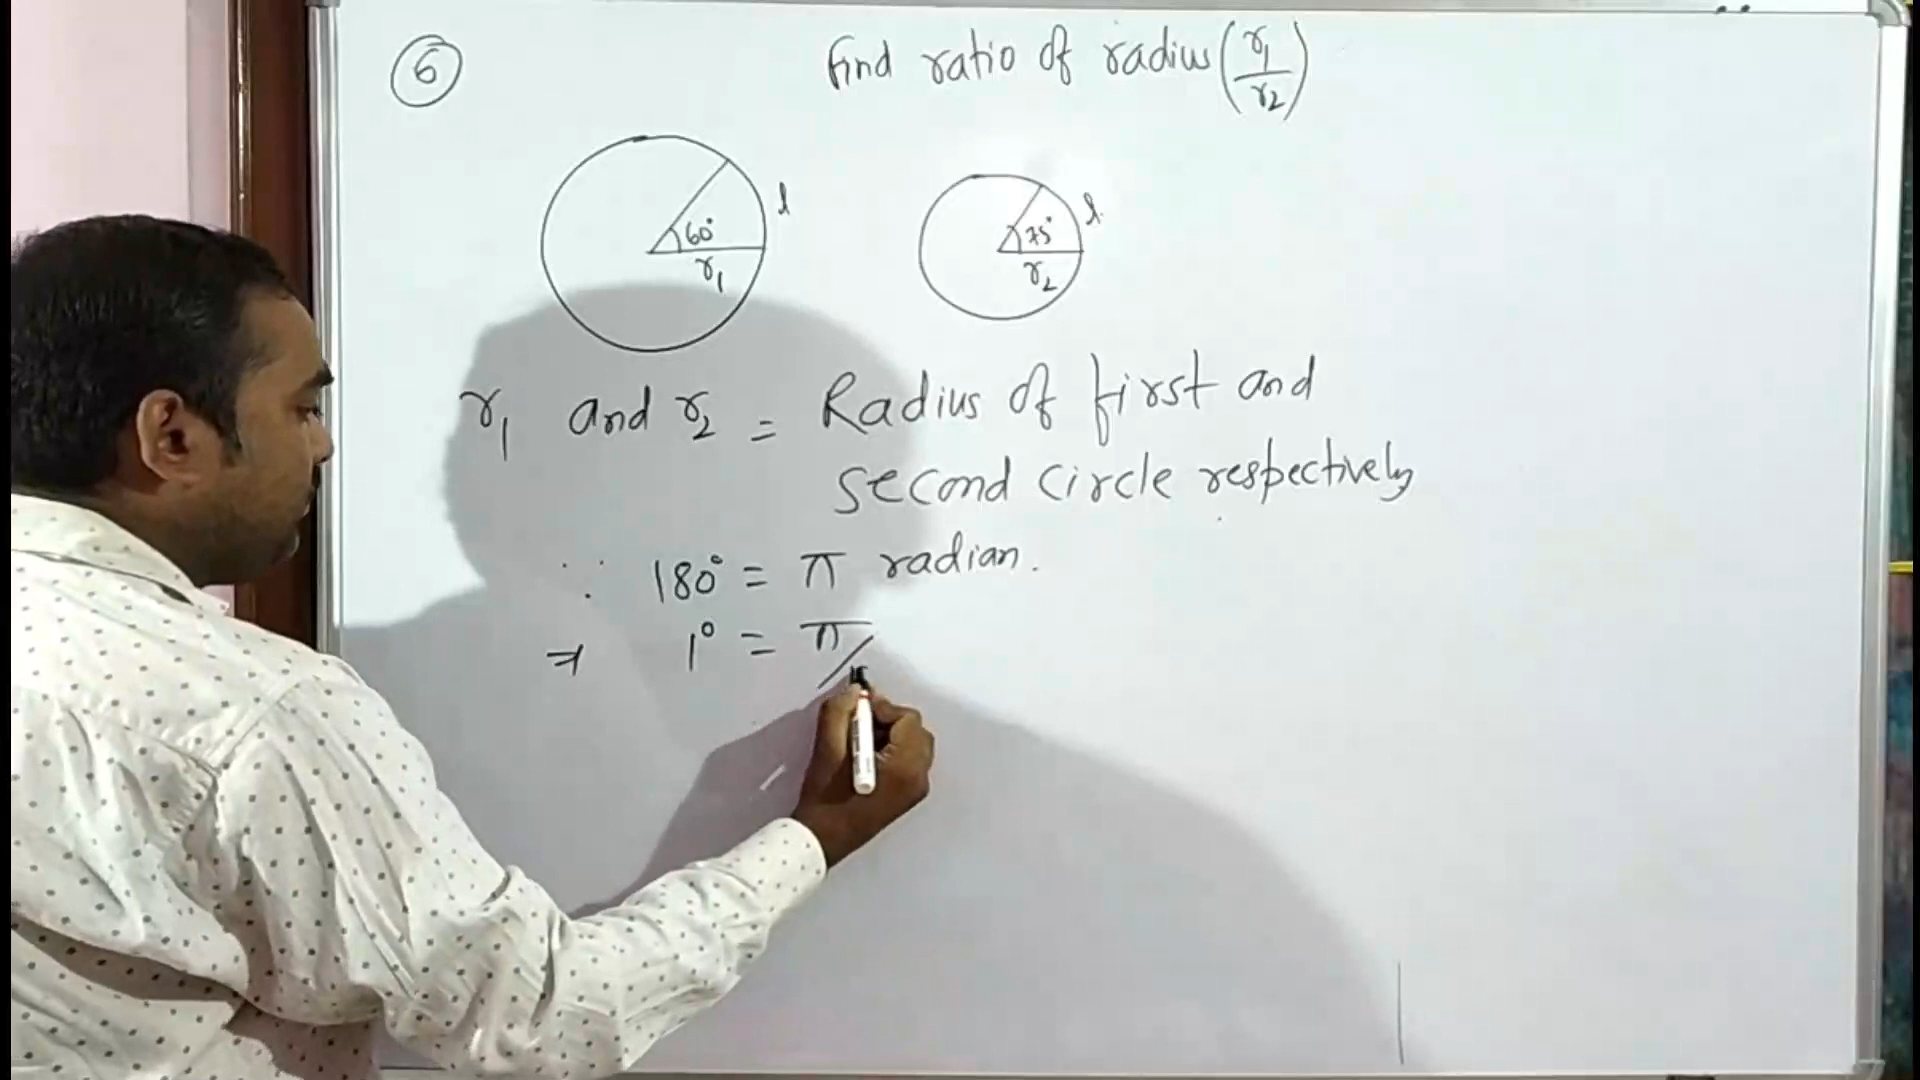 6
find ratio of radius (r1/r2)
60° r1 l
75° r2 l
r1 and r2 = Radius of first and
second circle respectively
∵ 180° = π radian.
⇒ 1° = π/